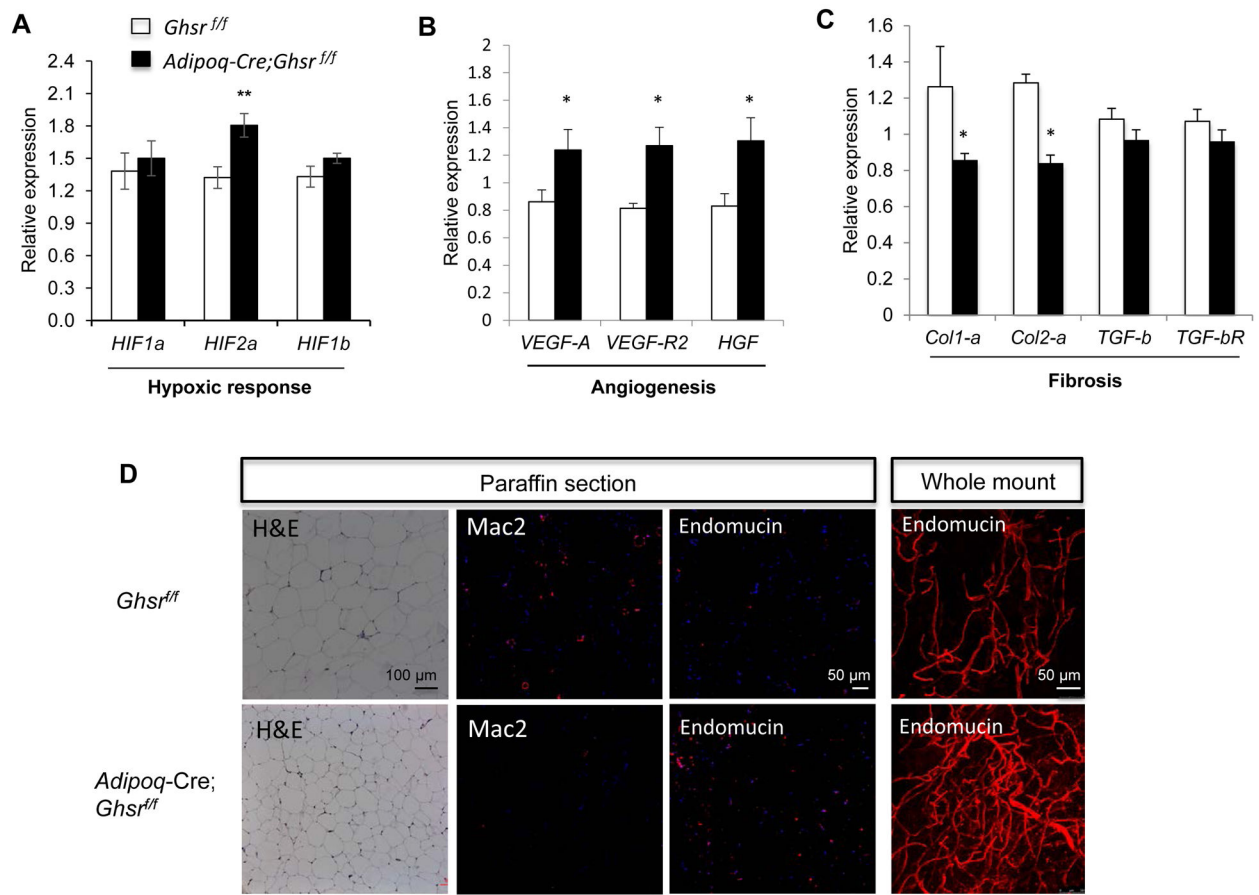 A
Ghsr f/f
Adipoq-Cre;Ghsr f/f
Relative expression
2.4
2.1
1.8
1.5
1.2
0.9
0.6
0.3
0.0
**
HIF1a HIF2a HIF1b
Hypoxic response
B
Relative expression
2
1.8
1.6
1.4
1.2
1
0.8
0.6
0.4
0.2
0
* * *
VEGF-A VEGF-R2 HGF
Angiogenesis
C
Relative expression
1.6
1.4
1.2
1
0.8
0.6
0.4
0.2
0
* *
Col1-a Col2-a TGF-b TGF-bR
Fibrosis
D
Paraffin section Whole mount
Ghsrf/f
H&E Mac2 Endomucin Endomucin
100 µm 50 µm 50 µm
Adipoq-Cre;
Ghsrf/f
H&E Mac2 Endomucin Endomucin